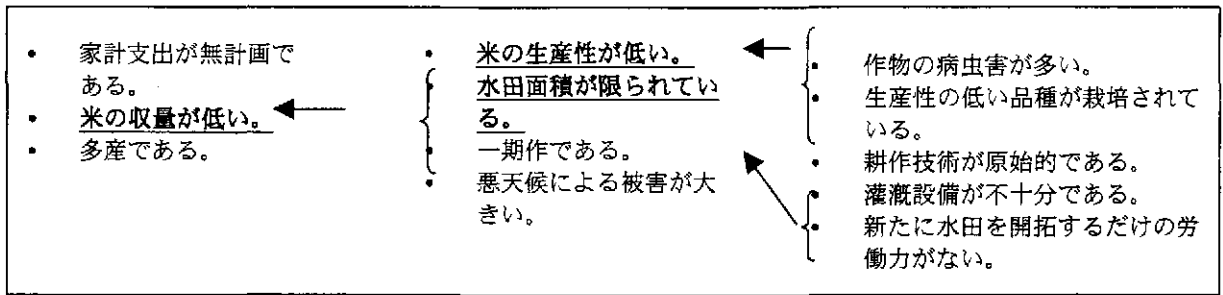 • 家計支出が無計画で
ある。
• 米の収量が低い。
• 多産である。
• 米の生産性が低い。
• 水田面積が限られてい
る。
• 一期作である。
• 悪天候による被害が大
きい。
• 作物の病虫害が多い。
• 生産性の低い品種が栽培されて
いる。
• 耕作技術が原始的である。
• 灌漑設備が不十分である。
• 新たに水田を開拓するだけの労
働力がない。